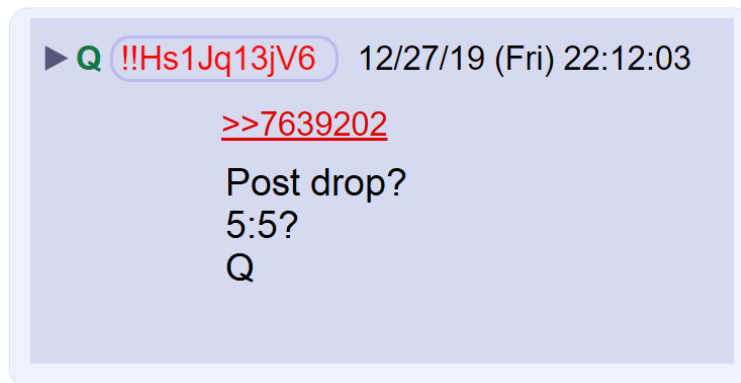 ▶ Q !!Hs1Jq13jV6 12/27/19 (Fri) 22:12:03
>>7639202
Post drop?
5:5?
Q